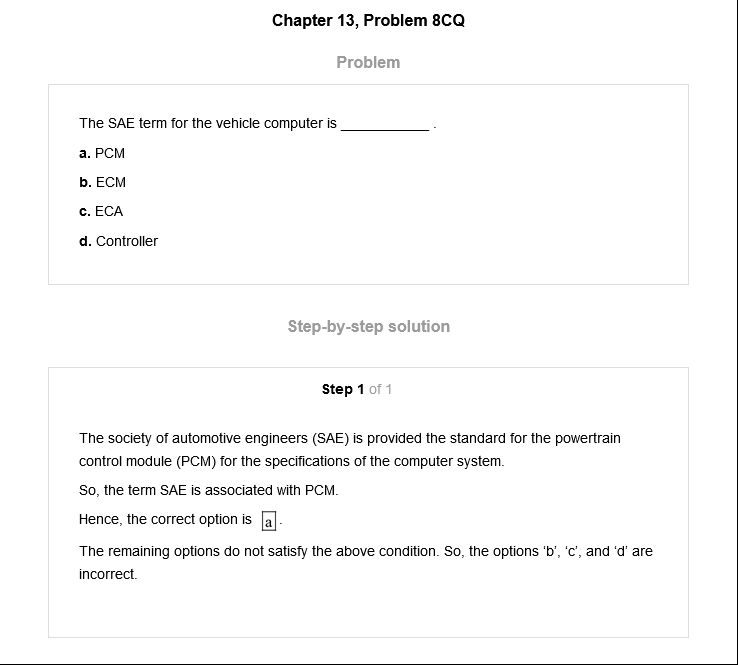 Chapter 13, Problem 8CQ
Problem
The SAE term for the vehicle computer is ____________ .
a. PCM
b. ECM
c. ECA
d. Controller
Step-by-step solution
Step 1 of 1
The society of automotive engineers (SAE) is provided the standard for the powertrain
control module (PCM) for the specifications of the computer system.
So, the term SAE is associated with PCM.
Hence, the correct option is a .
The remaining options do not satisfy the above condition. So, the options ‘b’, ‘c’, and ‘d’ are
incorrect.